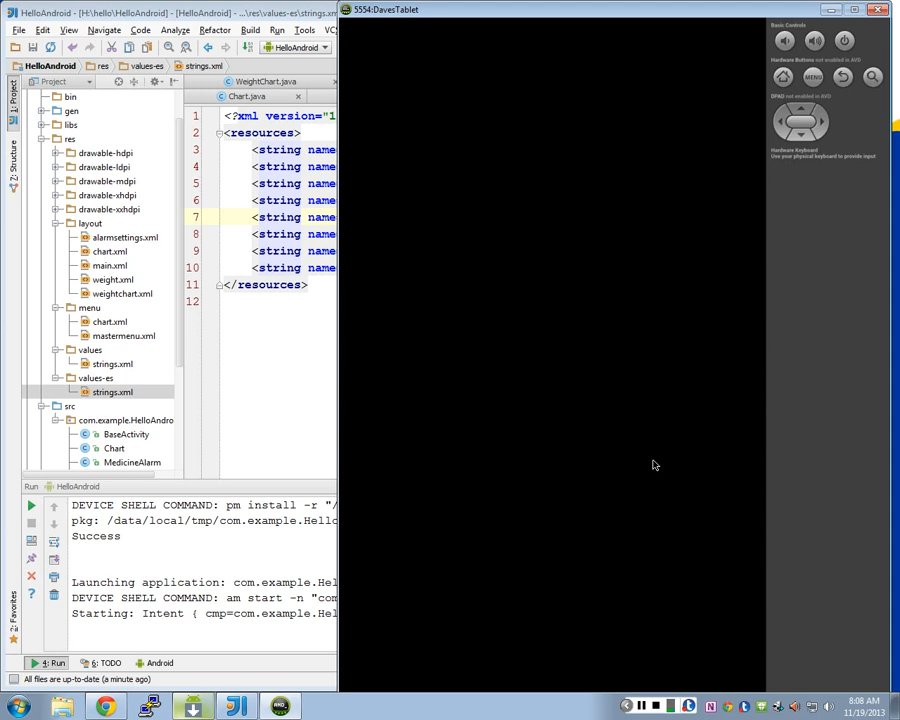 HelloAndroid - [H:\hello\HelloAndroid] - [HelloAndroid] - ...\res\values-es\strings.xm
5554:DavesTablet
File Edit View Navigate Code Analyze Refactor Build Run Tools
HelloAndroid
HelloAndroid res values-es strings.xml
Project
WeightChart.java
Chart.java
1: Project
Z: Structure
2: Favorites
bin
gen
libs
res
drawable-hdpi
drawable-ldpi
drawable-mdpi
drawable-xhdpi
drawable-xxhdpi
layout
alarmsettings.xml
chart.xml
main.xml
weight.xml
weightchart.xml
menu
chart.xml
mastermenu.xml
values
strings.xml
values-es
strings.xml
src
com.example.HelloAndro
BaseActivity
Chart
MedicineAlarm
1 <?xml version="1
2 <resources>
3 <string name
4 <string name
5 <string name
6 <string name
7 <string name
8 <string name
9 <string name
10 <string name
11 </resources>
12
Basic Controls
Hardware Buttons not enabled in AVD
MENU
DPAD not enabled in AVD
Hardware Keyboard
Use your physical keyboard to provide input
Run HelloAndroid
DEVICE SHELL COMMAND: pm install -r "/
pkg: /data/local/tmp/com.example.Hello
Success
Launching application: com.example.Hel
DEVICE SHELL COMMAND: am start -n "com
Starting: Intent { cmp=com.example.Hel
4: Run 6: TODO Android
All files are up-to-date (a minute ago)
8:08 AM
11/19/2013